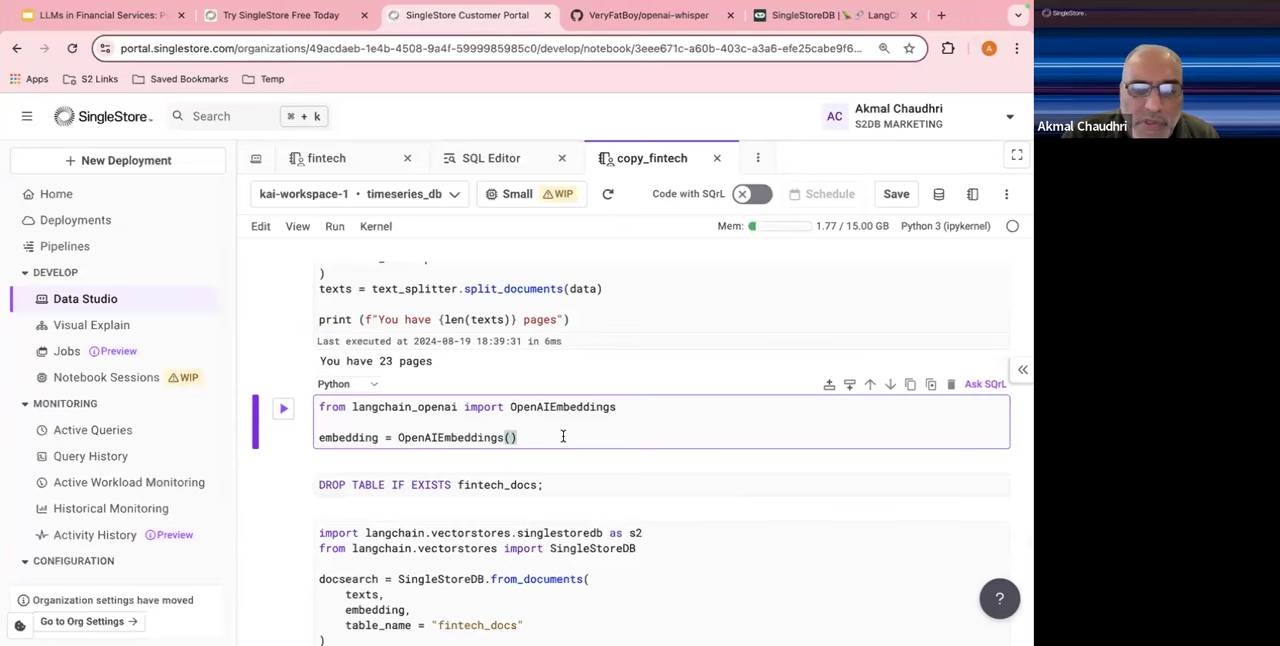 LLMs in Financial Services: P
Try SingleStore Free Today
SingleStore Customer Portal
VeryFatBoy/openai-whisper
SingleStoreDB | 🦜️🔗 LangC
SingleStore
portal.singlestore.com/organizations/49acdaeb-1e4b-4508-9a4f-5999985985c0/develop/notebook/3eee671c-a60b-403c-a3a6-efe25cabe9f6...
A
Apps
S2 Links
Saved Bookmarks
Temp
SingleStore
Search
⌘ + k
AC
Akmal Chaudhri
S2DB MARKETING
Akmal Chaudhri
+ New Deployment
Home
Deployments
Pipelines
DEVELOP
Data Studio
Visual Explain
Jobs
Preview
Notebook Sessions
WIP
MONITORING
Active Queries
Query History
Active Workload Monitoring
Historical Monitoring
Activity History
Preview
CONFIGURATION
Organization settings have moved
Go to Org Settings →
fintech
SQL Editor
copy_fintech
kai-workspace-1 • timeseries_db
Small
WIP
Code with SQrL
Schedule
Save
Edit
View
Run
Kernel
Mem:
1.77 / 15.00 GB
Python 3 (ipykernel)
)
texts = text_splitter.split_documents(data)
print (f"You have {len(texts)} pages")
Last executed at 2024-08-19 18:39:31 in 6ms
You have 23 pages
Python
Ask SQrL
from langchain_openai import OpenAIEmbeddings
embedding = OpenAIEmbeddings()
DROP TABLE IF EXISTS fintech_docs;
import langchain.vectorstores.singlestoredb as s2
from langchain.vectorstores import SingleStoreDB
docsearch = SingleStoreDB.from_documents(
texts,
embedding,
table_name = "fintech_docs"
)
?